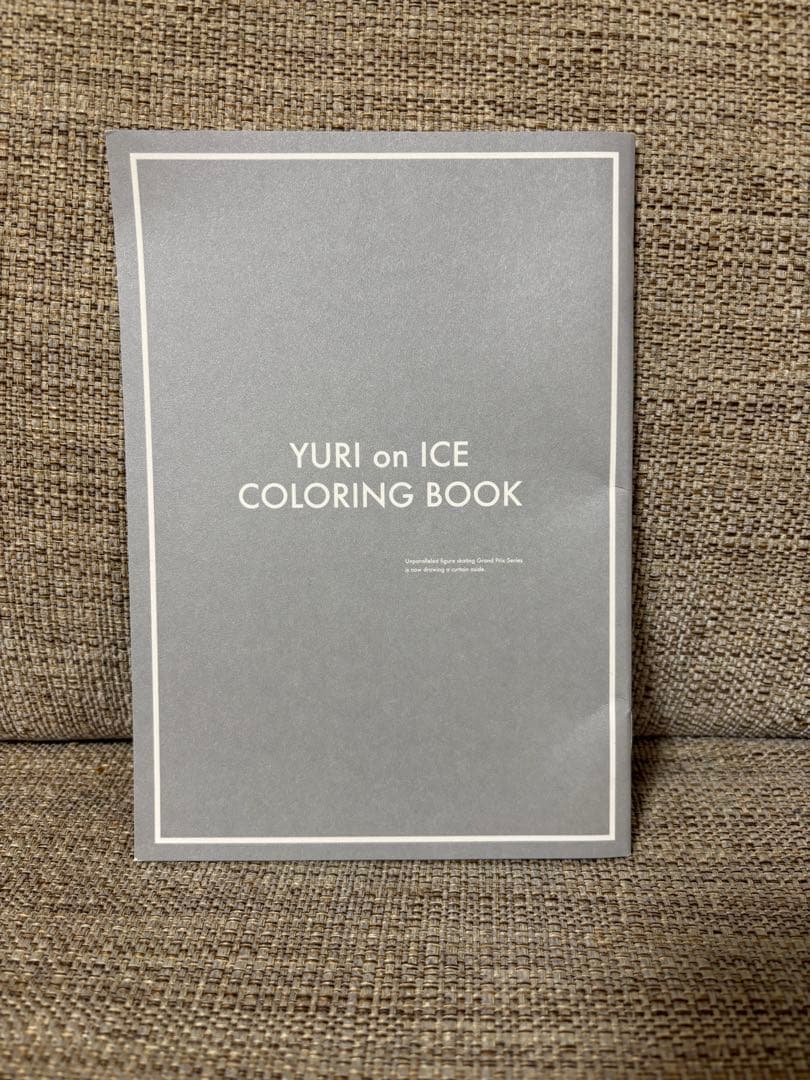 YURI on ICE
COLORING BOOK
Unparalleled figure skating Grand Prix Series
is now drawing a curtain aside.